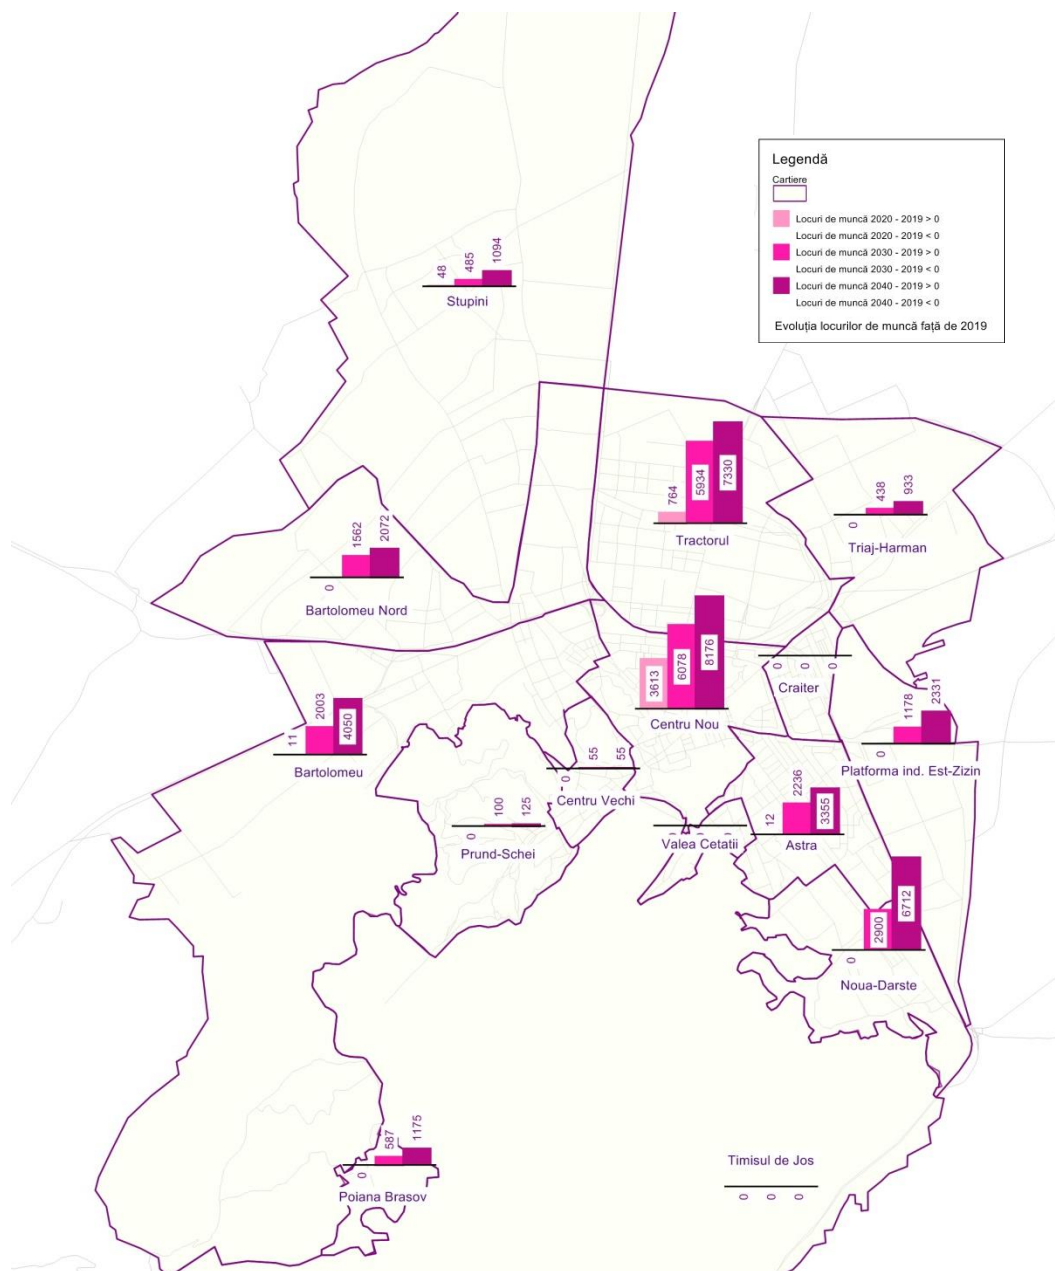 Legendă
Cartiere
Locuri de muncă 2020 - 2019 > 0
Locuri de muncă 2020 - 2019 < 0
Locuri de muncă 2030 - 2019 > 0
Locuri de muncă 2030 - 2019 < 0
Locuri de muncă 2040 - 2019 > 0
Locuri de muncă 2040 - 2019 < 0
Evoluția locurilor de muncă față de 2019
48 485 1094
Stupini
764 5934 7330
Tractorul
0 438 933
Triaj-Harman
0 1562 2072
Bartolomeu Nord
3613 6078 8176
Centru Nou
0 0 0
Craiter
11 2003 4050
Bartolomeu
0 1178 2331
Platforma ind. Est-Zizin
0 55 55
Centru Vechi
0 100 125
Prund-Schei
Valea Cetatii
12 2236 3355
Astra
0 2900 6712
Noua-Darste
0 587 1175
Poiana Brasov
Timisul de Jos
0 0 0